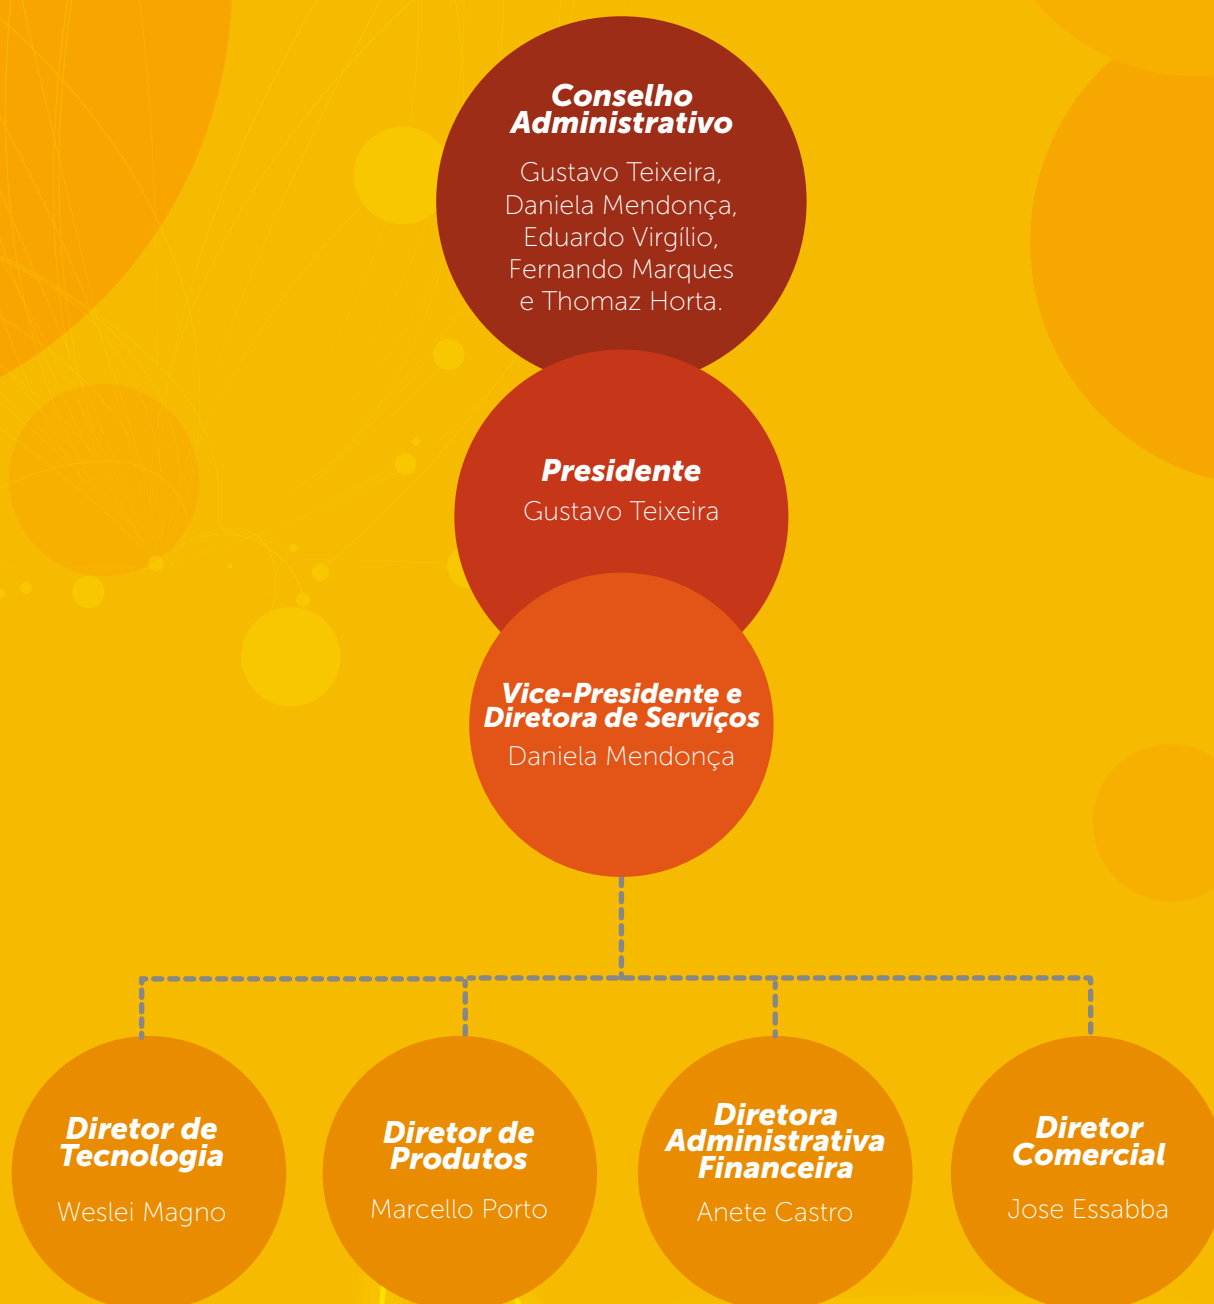 Conselho
Administrativo
Gustavo Teixeira,
Daniela Mendonça,
Eduardo Virgílio,
Fernando Marques
e Thomaz Horta.
Presidente
Gustavo Teixeira
Vice-Presidente e
Diretora de Serviços
Daniela Mendonça
Diretor de
Tecnologia
Weslei Magno
Diretor de
Produtos
Marcello Porto
Diretora
Administrativa
Financeira
Anete Castro
Diretor
Comercial
Jose Essabba